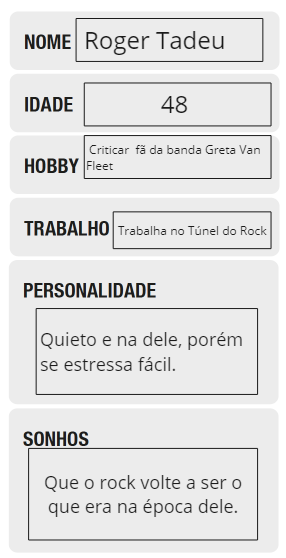 NOME Roger Tadeu
IDADE 48
HOBBY Criticar fã da banda Greta Van
Fleet
TRABALHO Trabalha no Túnel do Rock
PERSONALIDADE
Quieto e na dele, porém
se estressa fácil.
SONHOS
Que o rock volte a ser o
que era na época dele.